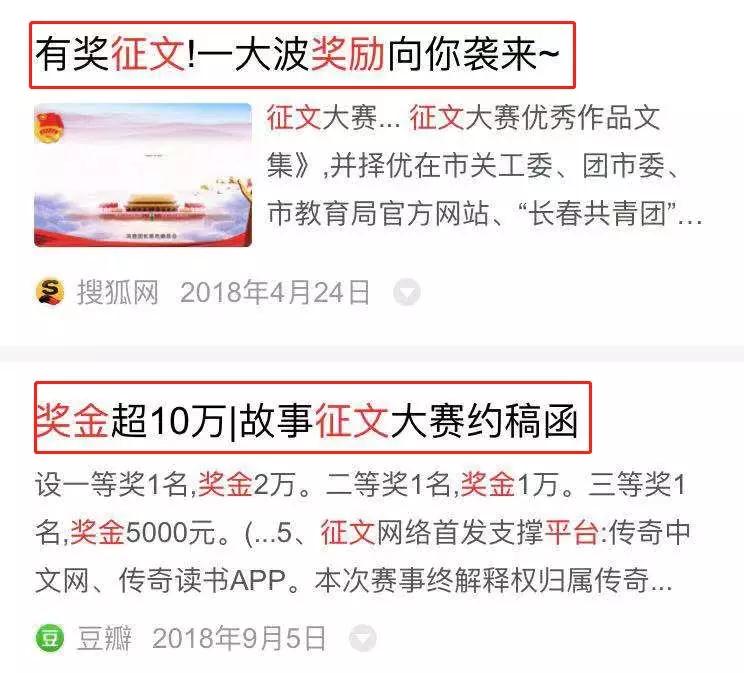 有奖征文!一大波奖励向你袭来~
征文大赛... 征文大赛优秀作品文
集》,并择优在市关工委、团市委、
市教育局官方网站、“长春共青团”...
搜狐网 2018年4月24日
奖金超10万|故事征文大赛约稿函
设一等奖1名,奖金2万。二等奖1名,奖金1万。三等奖1
名,奖金5000元。(...5、征文网络首发支撑平台:传奇中
文网、传奇读书APP。本次赛事终解释权归属传奇...
豆 豆瓣 2018年9月5日